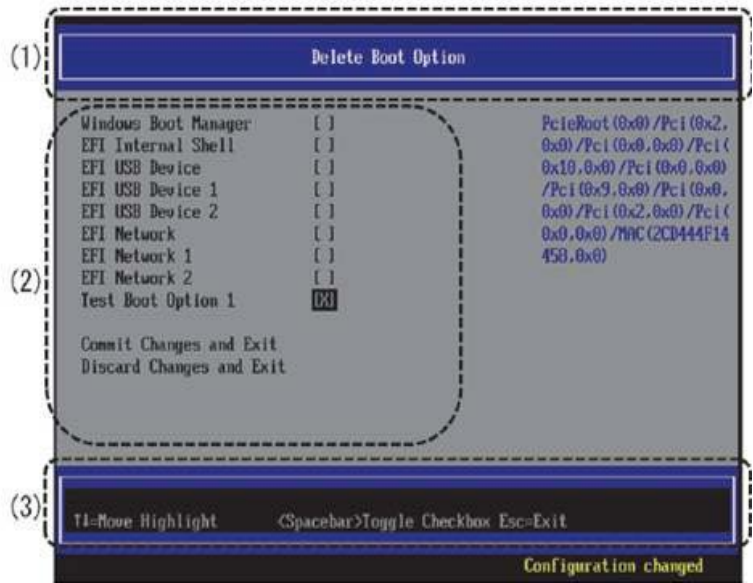 (1)
Delete Boot Option
(2)
Windows Boot Manager [ ]
EFI Internal Shell [ ]
EFI USB Device [ ]
EFI USB Device 1 [ ]
EFI USB Device 2 [ ]
EFI Network [ ]
EFI Network 1 [ ]
EFI Network 2 [ ]
Test Boot Option 1 [X]
Commit Changes and Exit
Discard Changes and Exit
PcieRoot(0x0)/Pci(0x2,
0x0)/Pci(0x0,0x0)/Pci(
0x10,0x0)/Pci(0x0,0x0)
/Pci(0x9,0x0)/Pci(0x0,
0x0)/Pci(0x2,0x0)/Pci(
0x0,0x0)/MAC(2CD444F14
458,0x0)
(3)
↑↓=Move Highlight <Spacebar>Toggle Checkbox Esc=Exit
Configuration changed